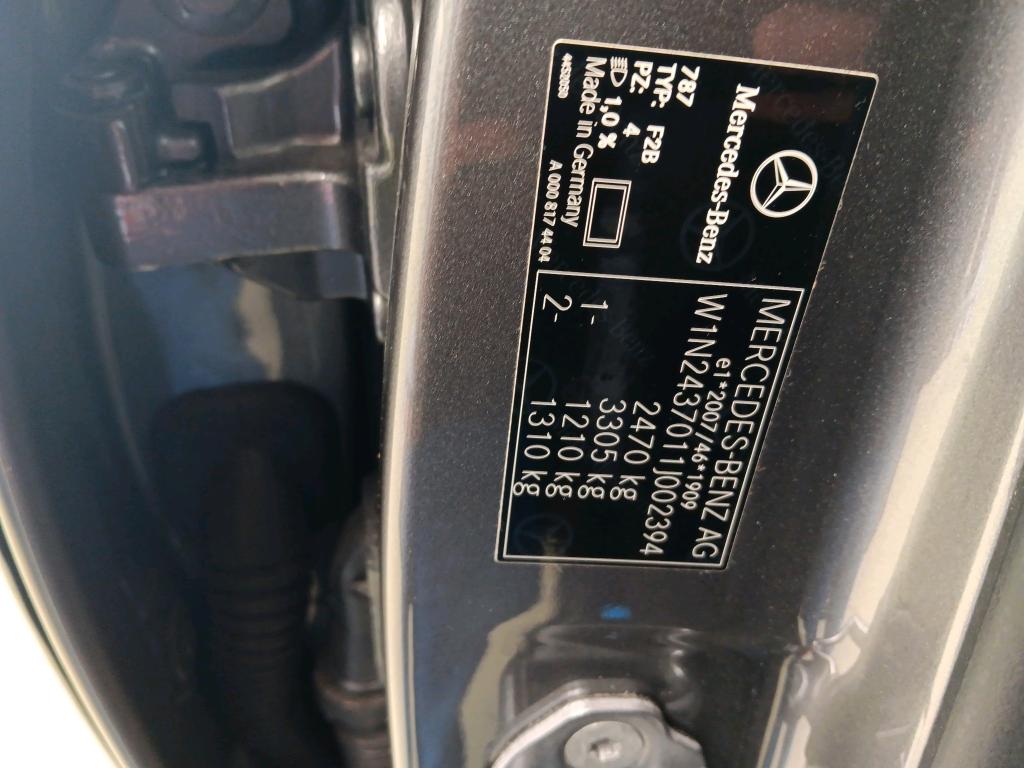 Mercedes-Benz
787
TYP: F2B
PZ. 4
1,0 %
Made in Germany
44532050 A 000 817 44 04
MERCEDES-BENZ AG
e1*2007/46*1909
W1N2437011J002394
2470 kg
3305 kg
1- 1210 kg
2- 1310 kg